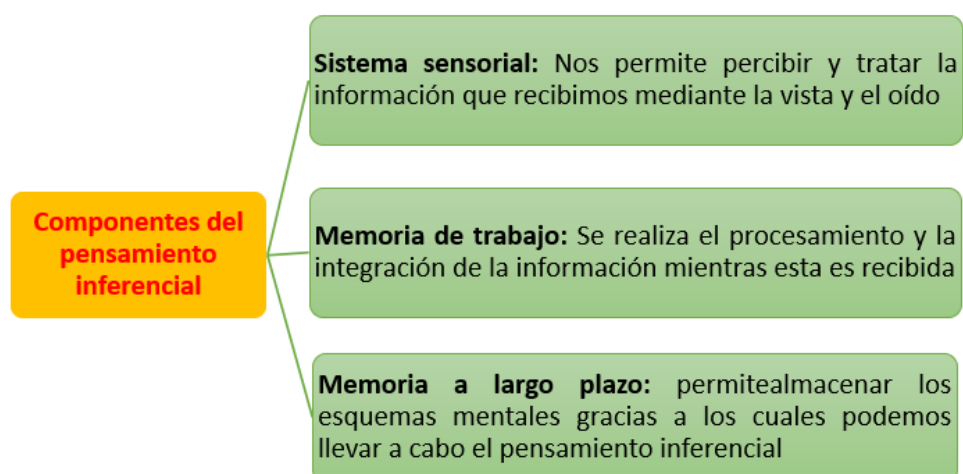 Componentes del
pensamiento
inferencial
Sistema sensorial: Nos permite percibir y tratar la
información que recibimos mediante la vista y el oído
Memoria de trabajo: Se realiza el procesamiento y la
integración de la información mientras esta es recibida
Memoria a largo plazo: permitealmacenar los
esquemas mentales gracias a los cuales podemos
llevar a cabo el pensamiento inferencial